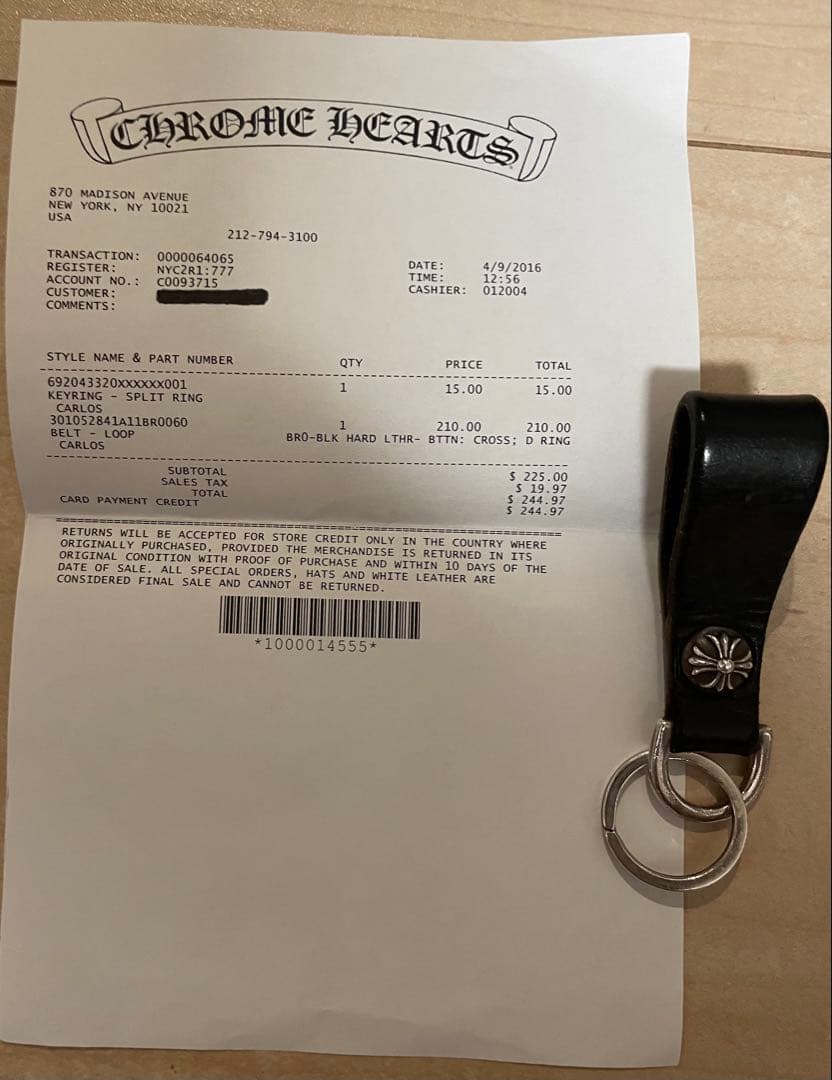 CHROME HEARTS
870 MADISON AVENUE
NEW YORK, NY 10021
USA
212-794-3100
TRANSACTION: 0000064065
REGISTER: NYC2R1:777
ACCOUNT NO.: C0093715
CUSTOMER:
COMMENTS:
DATE: 4/9/2016
TIME: 12:56
CASHIER: 012004
STYLE NAME & PART NUMBER QTY PRICE TOTAL
692043320XXXXXX001 1 15.00 15.00
KEYRING - SPLIT RING
CARLOS
301052841A11BR0060 1 210.00 210.00
BELT - LOOP BR0-BLK HARD LTHR- BTTN: CROSS; D RING
CARLOS
SUBTOTAL $ 225.00
SALES TAX $ 19.97
TOTAL $ 244.97
CARD PAYMENT CREDIT $ 244.97
RETURNS WILL BE ACCEPTED FOR STORE CREDIT ONLY IN THE COUNTRY WHERE
ORIGINALLY PURCHASED, PROVIDED THE MERCHANDISE IS RETURNED IN ITS
ORIGINAL CONDITION WITH PROOF OF PURCHASE AND WITHIN 10 DAYS OF THE
DATE OF SALE. ALL SPECIAL ORDERS, HATS AND WHITE LEATHER ARE
CONSIDERED FINAL SALE AND CANNOT BE RETURNED.
*1000014555*